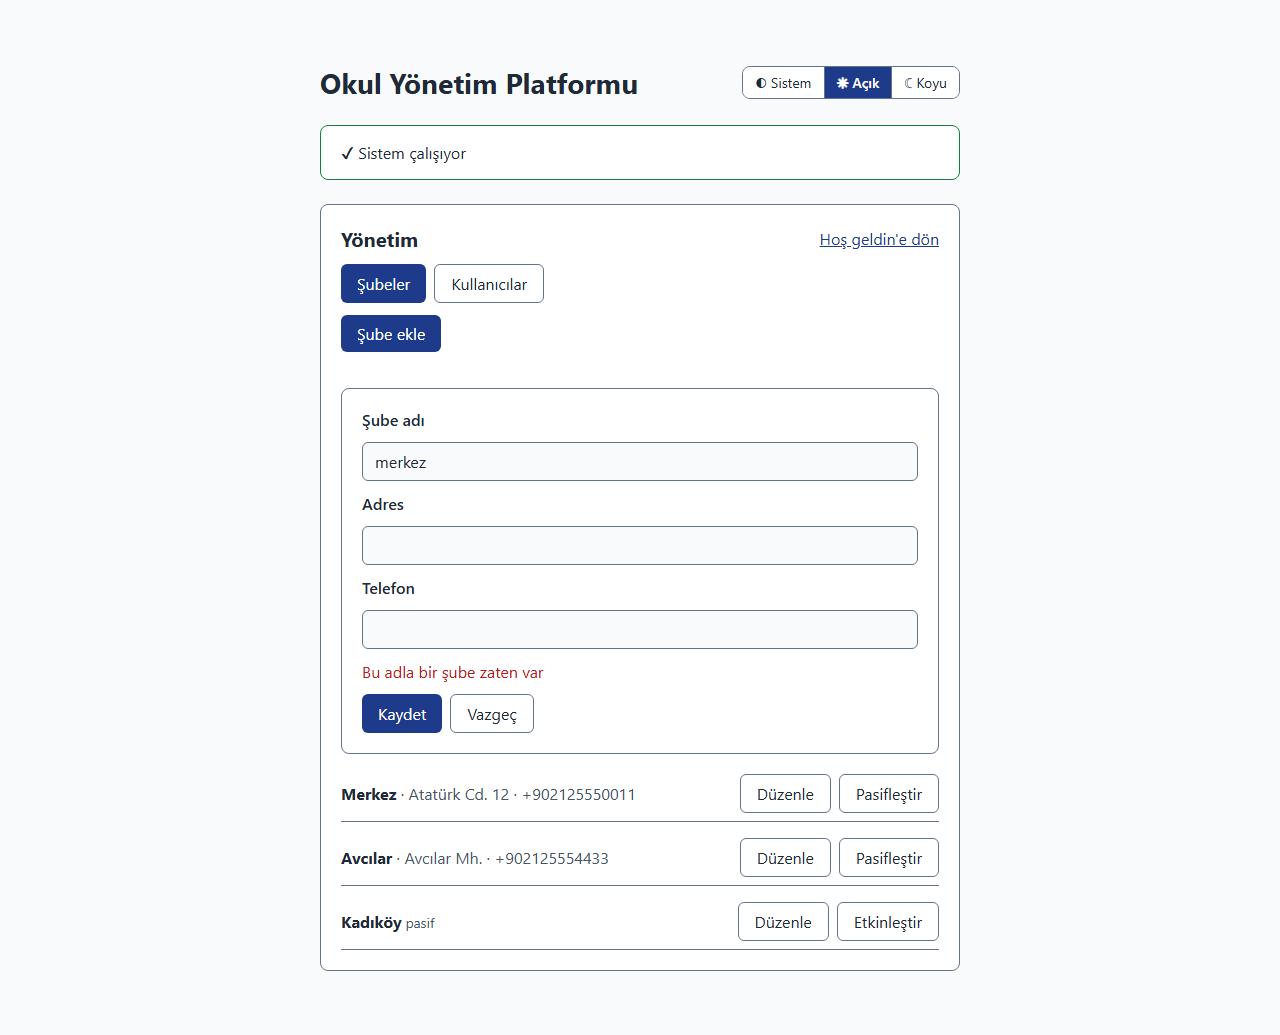 Okul Yönetim Platformu
◐ Sistem ✸ Açık ☾ Koyu
✓ Sistem çalışıyor
Yönetim Hoş geldin'e dön
Şubeler Kullanıcılar
Şube ekle
Şube adı
merkez
Adres
Telefon
Bu adla bir şube zaten var
Kaydet Vazgeç
Merkez · Atatürk Cd. 12 · +902125550011 Düzenle Pasifleştir
Avcılar · Avcılar Mh. · +902125554433 Düzenle Pasifleştir
Kadıköy pasif Düzenle Etkinleştir